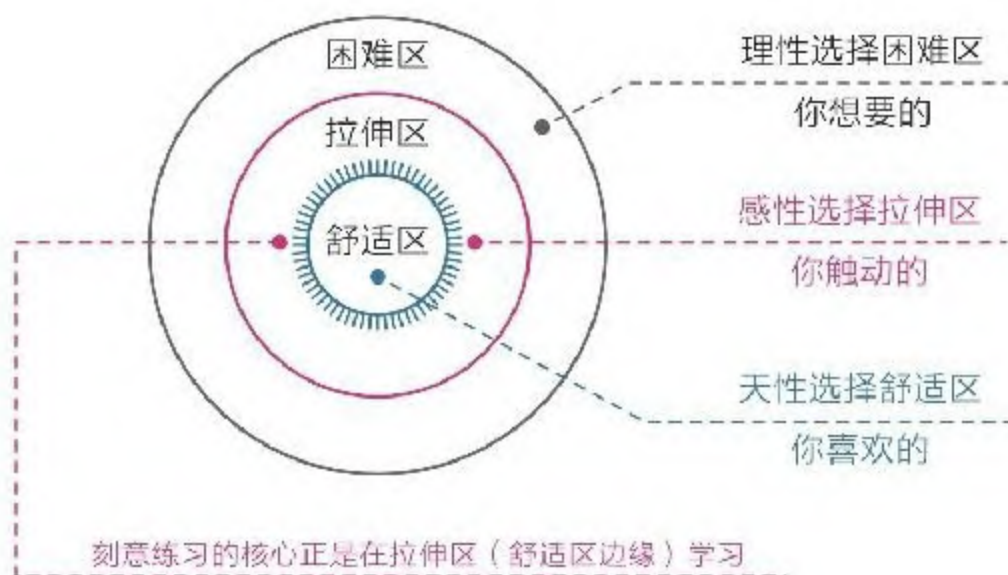 困难区
拉伸区
舒适区
理性选择困难区
你想要的
感性选择拉伸区
你触动的
天性选择舒适区
你喜欢的
刻意练习的核心正是在拉伸区（舒适区边缘）学习